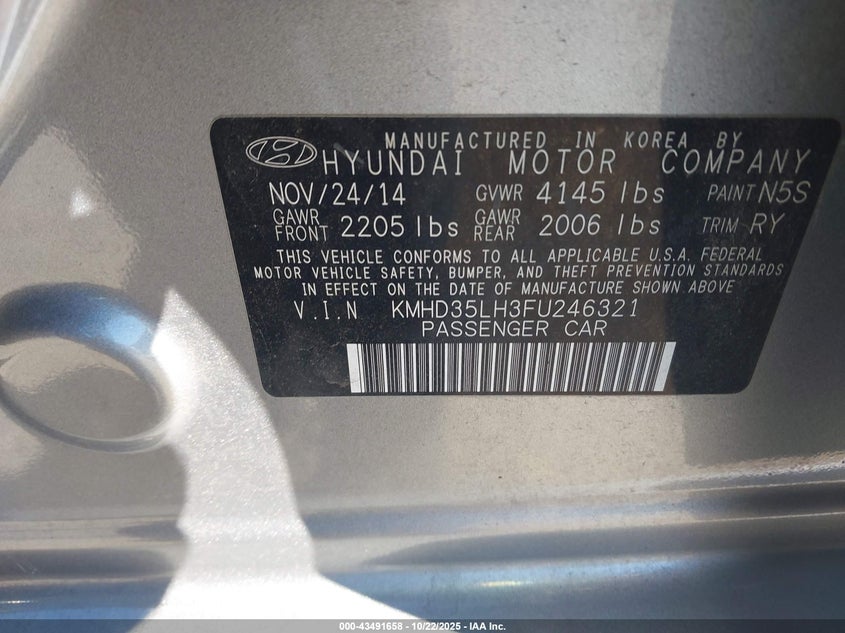 MANUFACTURED IN KOREA BY
HYUNDAI MOTOR COMPANY
NOV/24/14 GVWR 4145 lbs PAINT N5S
GAWR FRONT 2205 lbs GAWR REAR 2006 lbs TRIM RY
THIS VEHICLE CONFORMS TO ALL APPLICABLE U.S.A. FEDERAL
MOTOR VEHICLE SAFETY, BUMPER, AND THEFT PREVENTION STANDARDS
IN EFFECT ON THE DATE OF MANUFACTURE SHOWN ABOVE
V.I.N KMHD35LH3FU246321
PASSENGER CAR
000-43491658 - 10/22/2025 - IAA Inc.